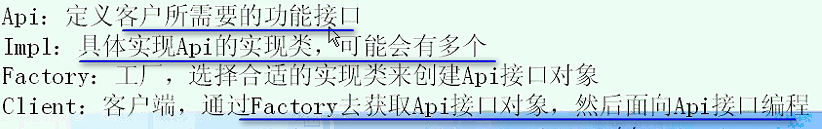 Api：定义客户所需要的功能接口
Impl：具体实现Api的实现类，可能会有多个
Factory：工厂，选择合适的实现类来创建Api接口对象
Client：客户端，通过Factory去获取Api接口对象，然后面向Api接口编程